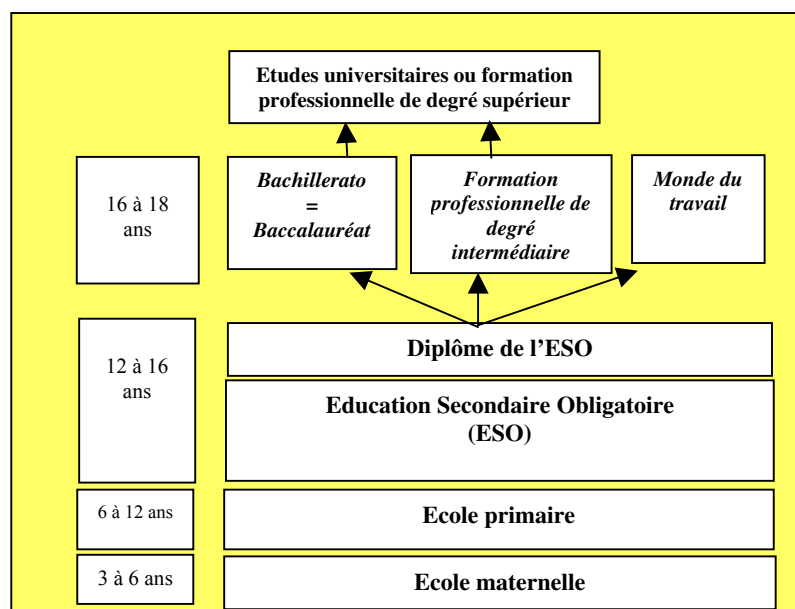 Etudes universitaires ou formation
professionnelle de degré supérieur
16 à 18
ans
Bachillerato
=
Baccalauréat
Formation
professionnelle de
degré
intermédiaire
Monde du
travail
12 à 16
ans
Diplôme de l’ESO
Education Secondaire Obligatoire
(ESO)
6 à 12 ans
Ecole primaire
3 à 6 ans
Ecole maternelle